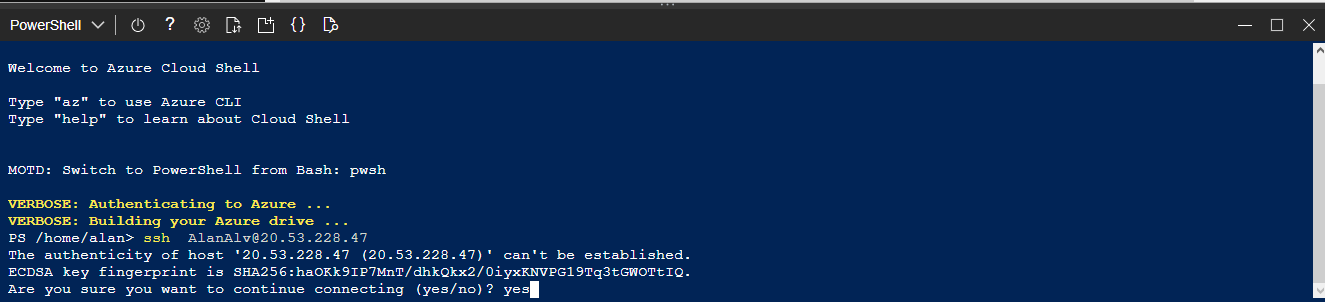 PowerShell
Welcome to Azure Cloud Shell
Type "az" to use Azure CLI
Type "help" to learn about Cloud Shell
MOTD: Switch to PowerShell from Bash: pwsh
VERBOSE: Authenticating to Azure ...
VERBOSE: Building your Azure drive ...
PS /home/alan> ssh  AlanAlv@20.53.228.47
The authenticity of host '20.53.228.47 (20.53.228.47)' can't be established.
ECDSA key fingerprint is SHA256:haOKk9IP7MnT/dhkQkx2/0iyxKNVPG19Tq3tGWOTtIQ.
Are you sure you want to continue connecting (yes/no)? yes